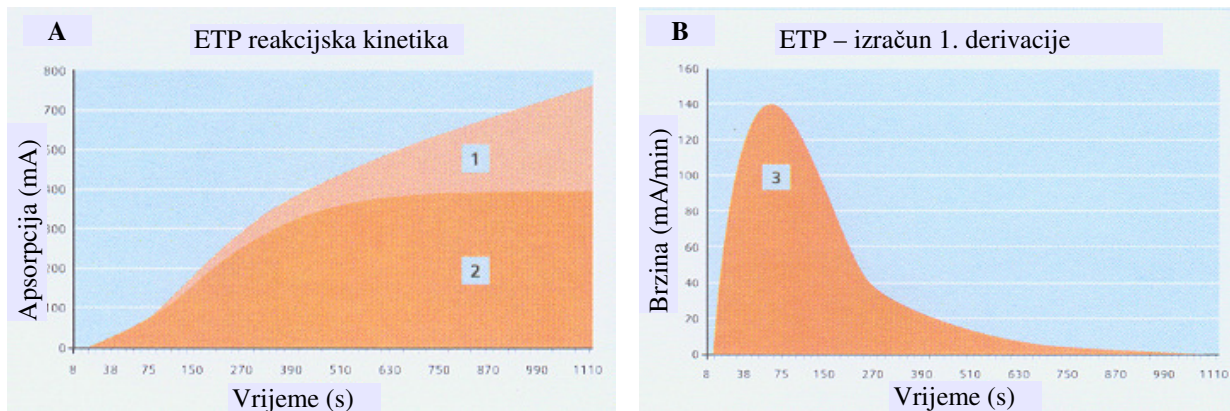 A
ETP reakcijska kinetika
800
700
500
400
300
200
100
0
1
2
Apsorpcija (mA)
8 38 75 150 270 390 510 630 750 870 990 1110
Vrijeme (s)
B
ETP – izračun 1. derivacije
160
140
120
100
80
60
40
20
0
3
Brzina (mA/min)
8 38 75 150 270 390 510 630 750 870 990 1110
Vrijeme (s)